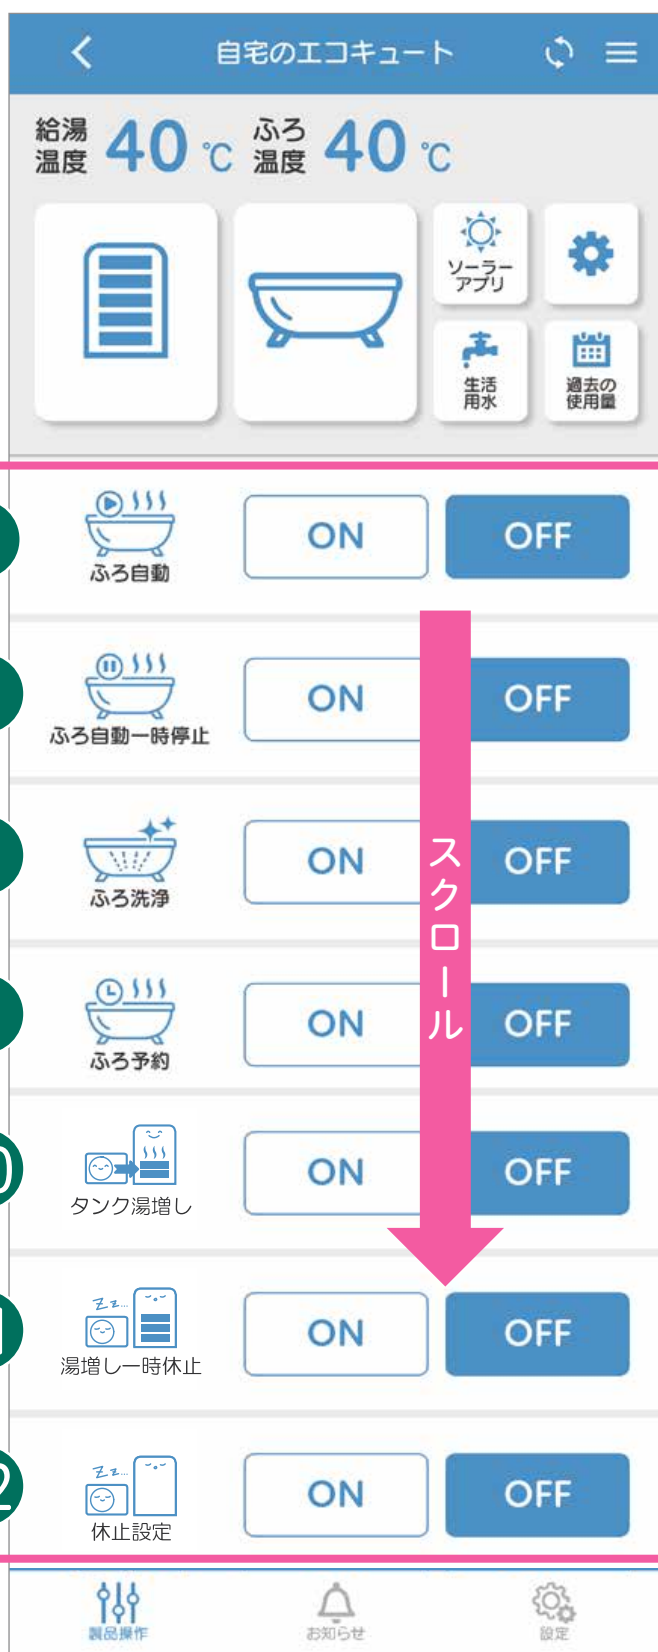 自宅のエコキュート
給湯温度 40℃ ふろ温度 40℃
ソーラーアプリ
生活用水
過去の使用量
ふろ自動 ON OFF
ふろ自動一時停止 ON OFF
ふろ洗浄 ON OFF
ふろ予約 ON OFF
タンク湯増し ON OFF
Zz...
湯増し一時休止 ON OFF
Zz...
休止設定 ON OFF
スクロール
製品操作 お知らせ 設定